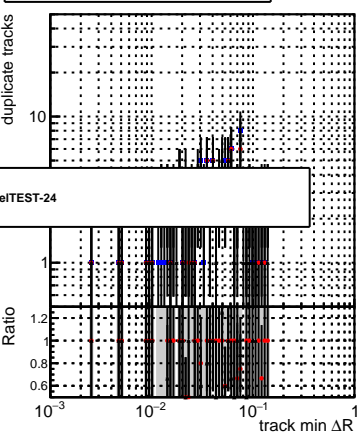 duplicate tracks
10
elTEST-24
1
Ratio
1.2
1
0.8
0.6
10⁻³ 10⁻² 10⁻¹ 1
track min ΔR